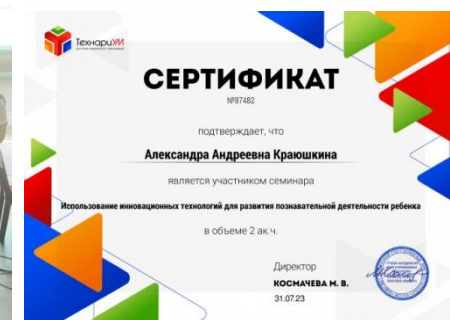 ТехнариУМ
СЕРТИФИКАТ
№87482
подтверждает, что
Александра Андреевна Краюшкина
является участником семинара
Использование инновационных технологий для развития познавательной деятельности ребенка
в объеме 2 ак.ч.
Директор
КОСМАЧЕВА М. В.
31.07.23